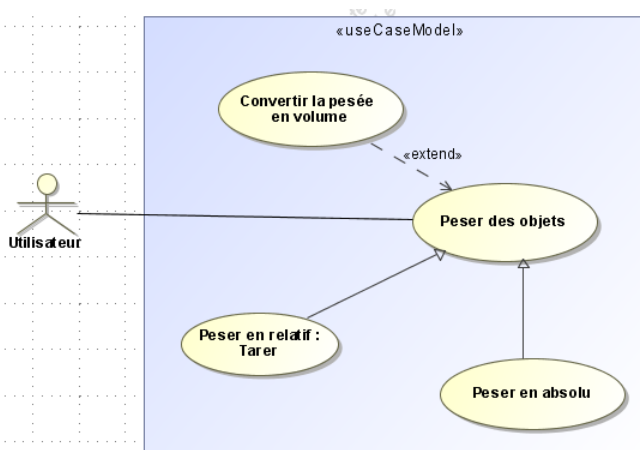 «useCaseModel»
Convertir la pesée
en volume
«extend»
Peser des objets
Utilisateur
Peser en relatif :
Tarer
Peser en absolu